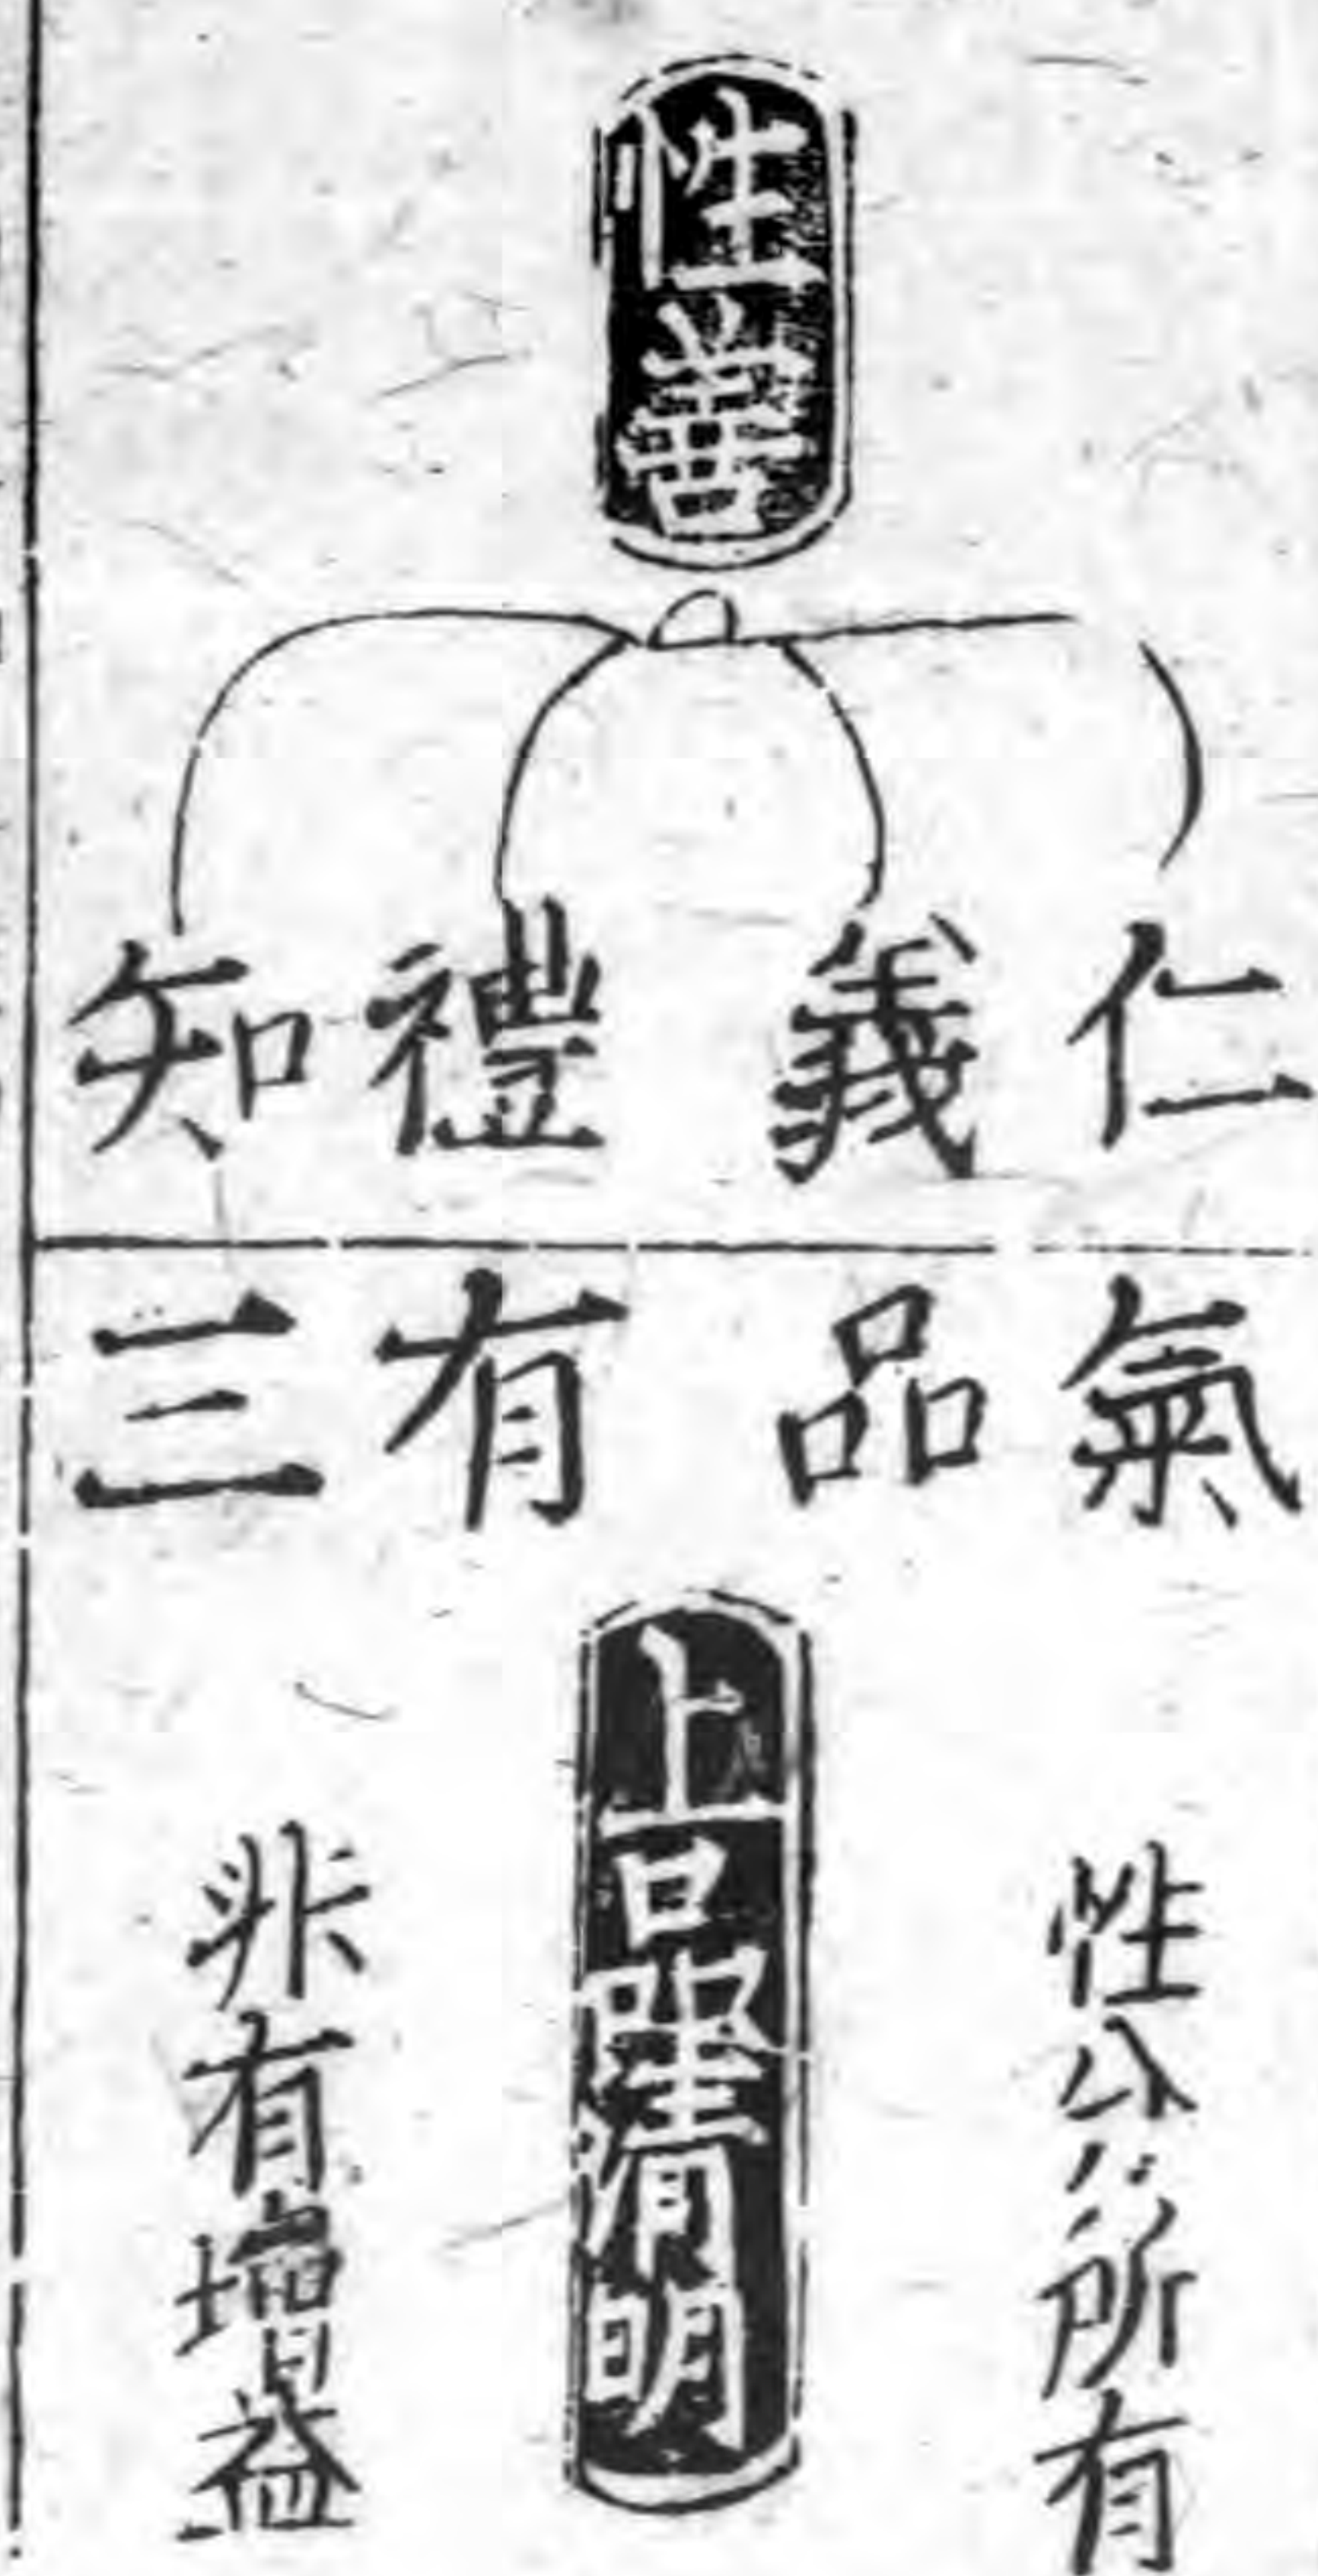 性善
仁義禮知
氣品有三
上品清明
性所有
非有增益